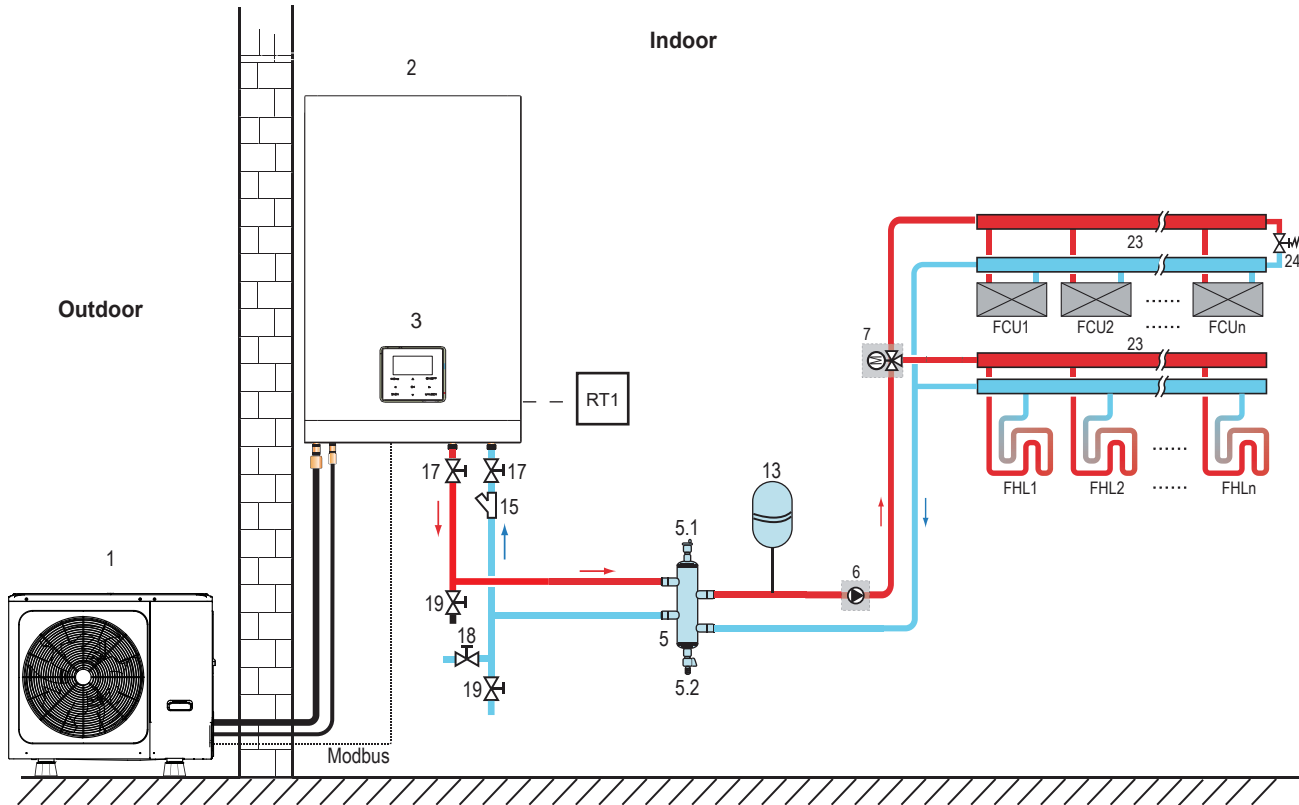 Indoor
Outdoor
2
3
RT1
1
Modbus
17
17
15
19
18
19
13
5.1
5
5.2
6
7
23
24
FCU1
FCU2
......
......
FCUn
23
FHL1
FHL2
......
......
FHLn